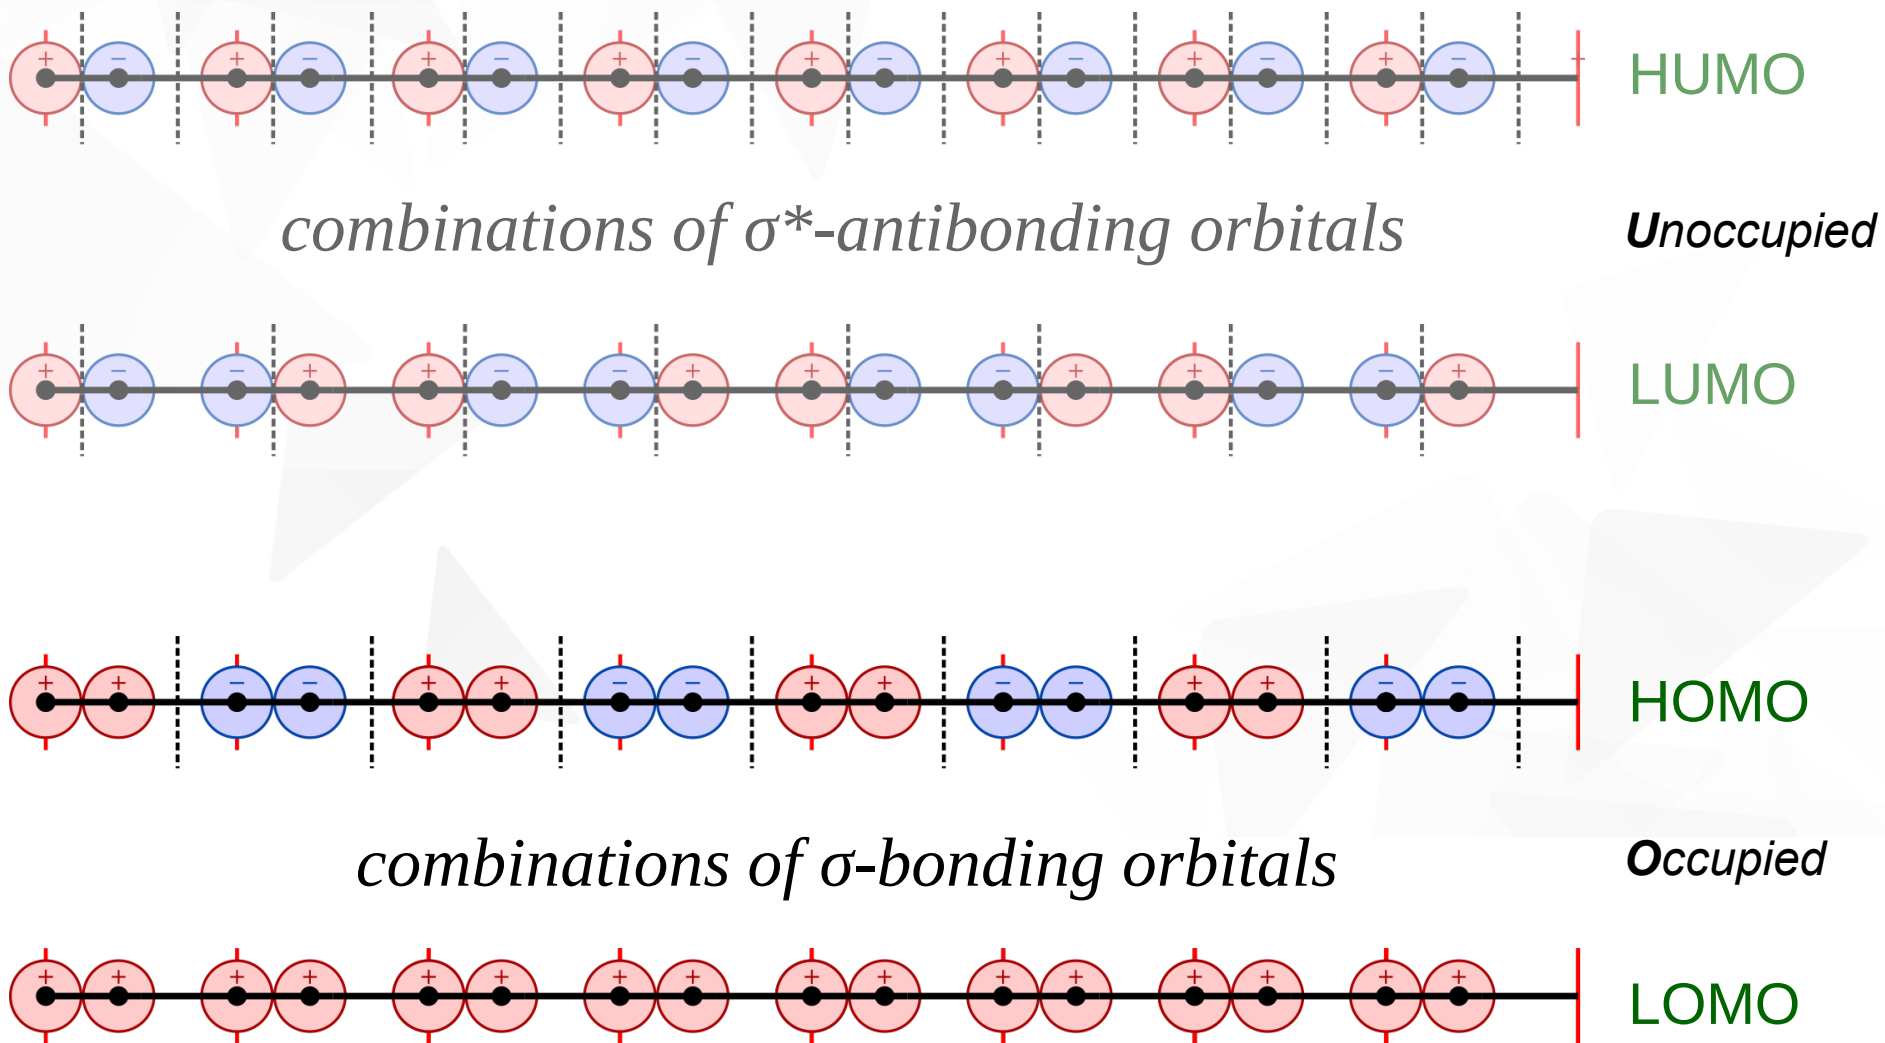 + − + − + − + − + − + − + − + − + HUMO
combinations of σ*-antibonding orbitals Unoccupied
+ − − + + − − + + − − + + − − + LUMO
+ + − − + + − − + + − − + + − − HOMO
combinations of σ-bonding orbitals Occupied
+ + + + + + + + + + + + + + + + LOMO